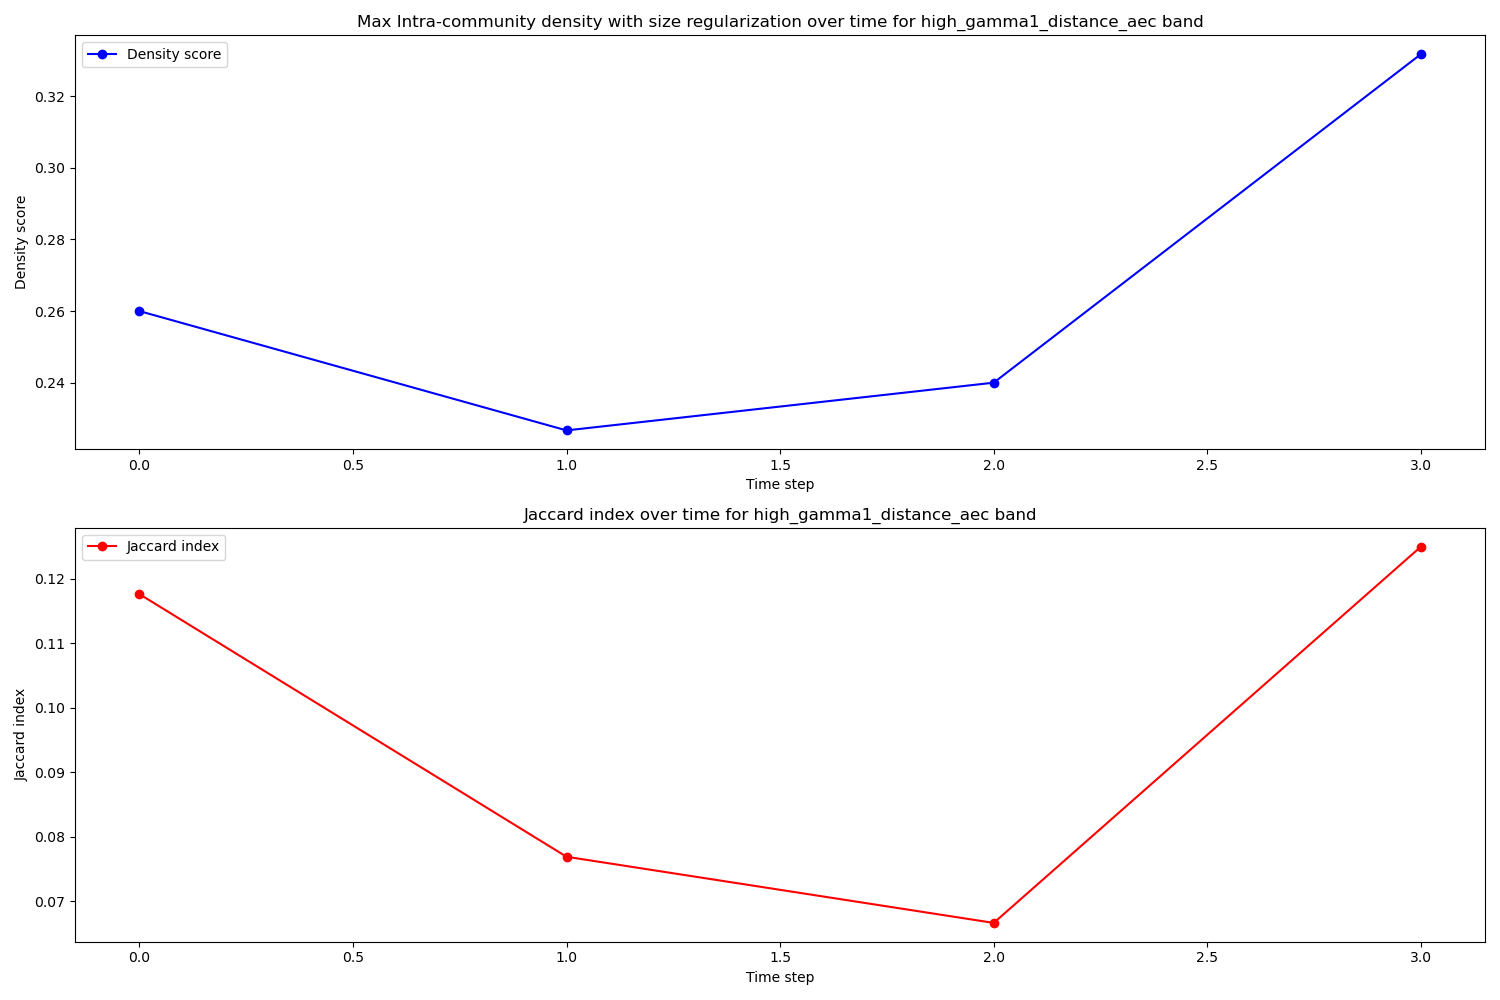 Max Intra-community density with size regularization over time for high_gamma1_distance_aec band
Density score
0.32
0.30
0.28
0.26
0.24
Density score
0.0 0.5 1.0 1.5 2.0 2.5 3.0
Time step
Jaccard index over time for high_gamma1_distance_aec band
Jaccard index
0.12
0.11
0.10
0.09
0.08
0.07
Jaccard index
0.0 0.5 1.0 1.5 2.0 2.5 3.0
Time step